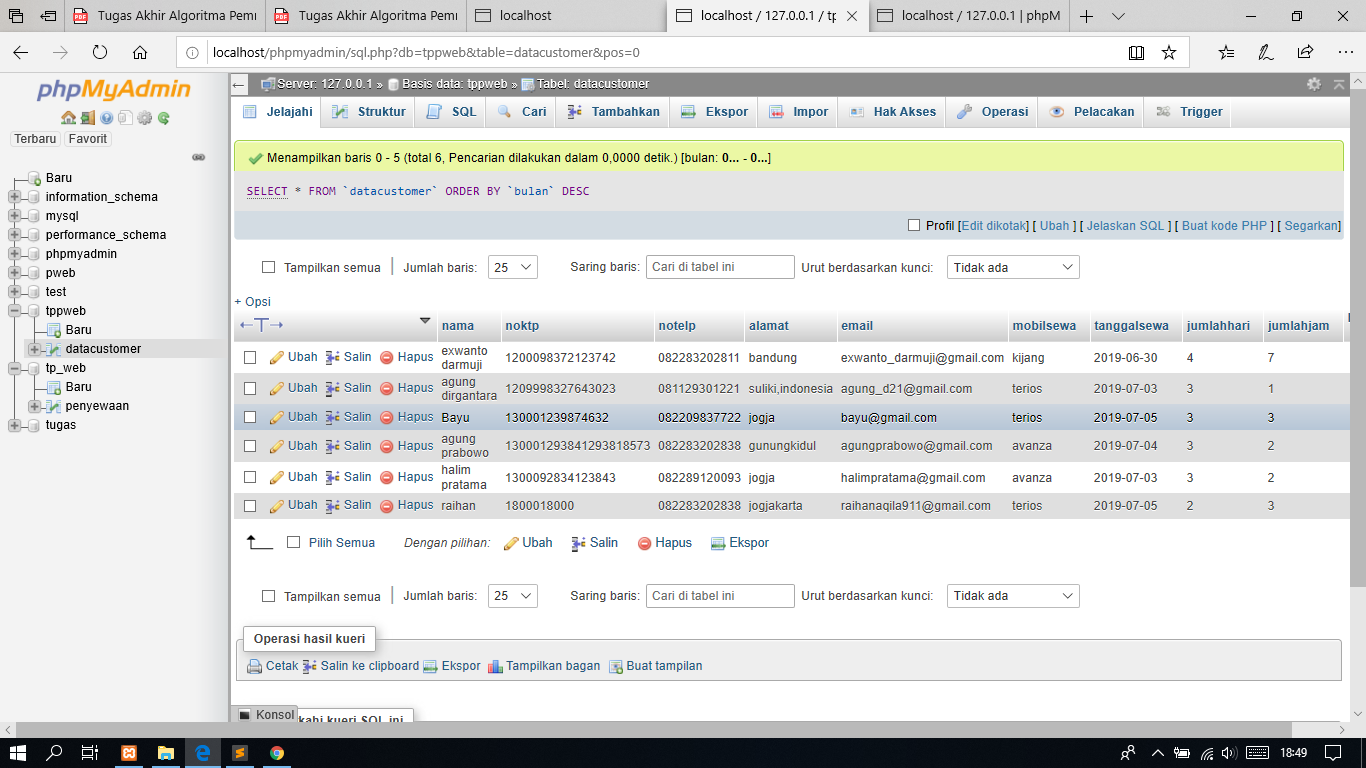 Tugas Akhir Algoritma Pemr
Tugas Akhir Algoritma Pemr
localhost
localhost / 127.0.0.1 / tp
localhost / 127.0.0.1 | phpM
localhost/phpmyadmin/sql.php?db=tppweb&table=datacustomer&pos=0
phpMyAdmin
Terbaru Favorit
Baru
information_schema
mysql
performance_schema
phpmyadmin
pweb
test
tppweb
Baru
datacustomer
tp_web
Baru
penyewaan
tugas
Server: 127.0.0.1 » Basis data: tppweb » Tabel: datacustomer
Jelajahi Struktur SQL Cari Tambahkan Ekspor Impor Hak Akses Operasi Pelacakan Trigger
Menampilkan baris 0 - 5 (total 6, Pencarian dilakukan dalam 0,0000 detik.) [bulan: 0... - 0...]
SELECT * FROM `datacustomer` ORDER BY `bulan` DESC
Profil [Edit dikotak] [ Ubah ] [ Jelaskan SQL ] [ Buat kode PHP ] [ Segarkan]
Tampilkan semua | Jumlah baris: 25 Saring baris: Cari di tabel ini Urut berdasarkan kunci: Tidak ada
+ Opsi
←T→ nama noktp notelp alamat email mobilsewa tanggalsewa jumlahhari jumlahjam
Ubah Salin Hapus exwanto darmuji 1200098372123742 082283202811 bandung exwanto_darmuji@gmail.com kijang 2019-06-30 4 7
Ubah Salin Hapus agung dirgantara 1209998327643023 081129301221 suliki,indonesia agung_d21@gmail.com terios 2019-07-03 3 1
Ubah Salin Hapus Bayu 130001239874632 082209837722 jogja bayu@gmail.com terios 2019-07-05 3 3
Ubah Salin Hapus agung prabowo 130001293841293818573 082283202838 gunungkidul agungprabowo@gmail.com avanza 2019-07-04 3 2
Ubah Salin Hapus halim pratama 1300092834123843 082289120093 jogja halimpratama@gmail.com avanza 2019-07-03 3 2
Ubah Salin Hapus raihan 1800018000 082283202838 jogjakarta raihanaqila911@gmail.com terios 2019-07-05 2 3
Pilih Semua Dengan pilihan: Ubah Salin Hapus Ekspor
Tampilkan semua | Jumlah baris: 25 Saring baris: Cari di tabel ini Urut berdasarkan kunci: Tidak ada
Operasi hasil kueri
Cetak Salin ke clipboard Ekspor Tampilkan bagan Buat tampilan
Konsol
kueri SQL ini
18:49